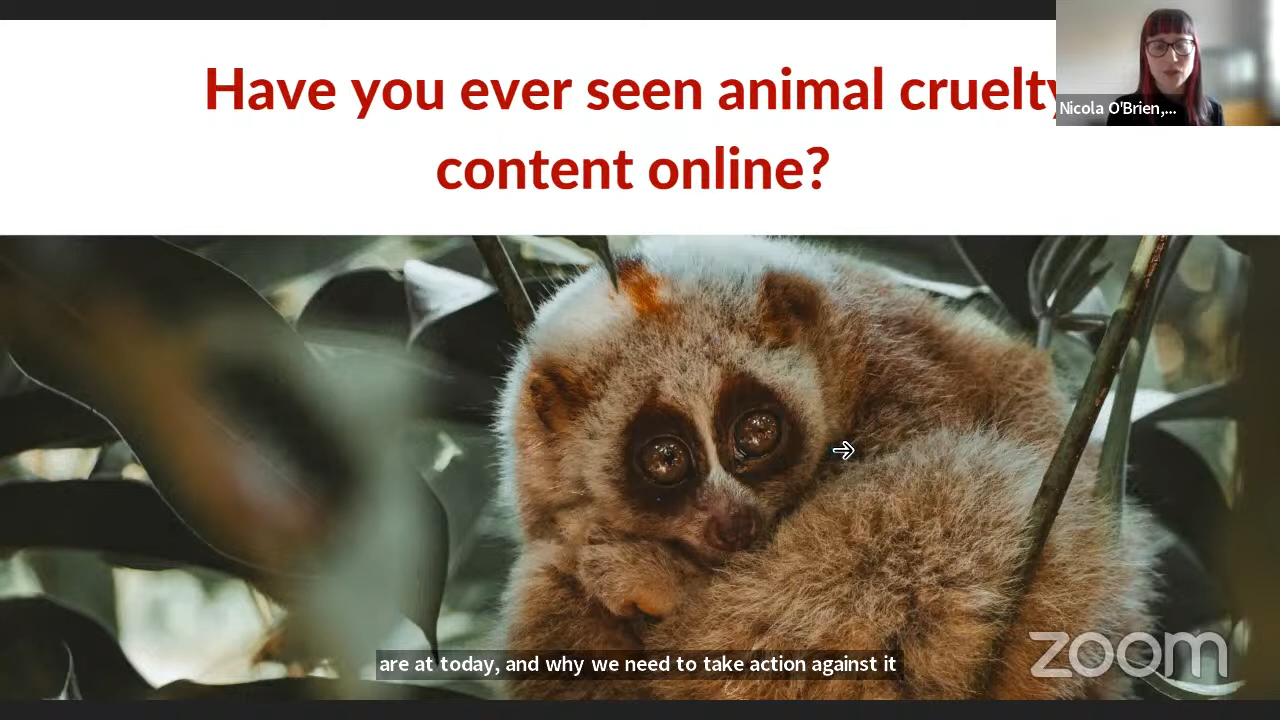 Have you ever seen animal cruelty
content online?
Nicola O'Brien,...
are at today, and why we need to take action against it
zoom